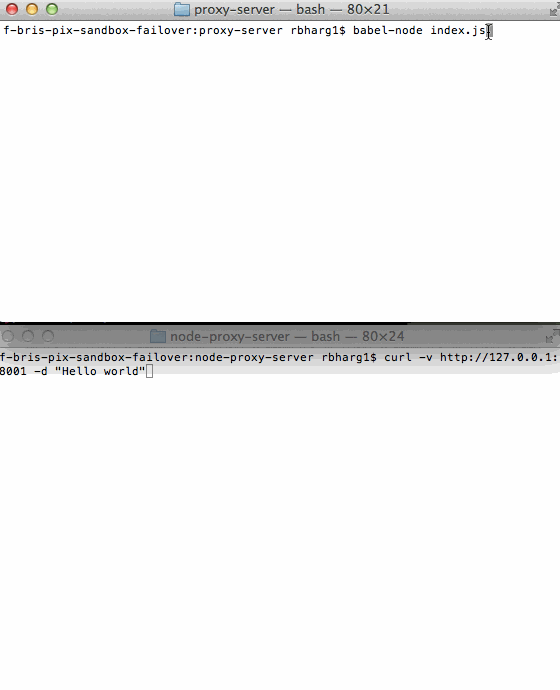 proxy-server — bash — 80×21
f-bris-pix-sandbox-failover:proxy-server rbharg1$ babel-node index.js
node-proxy-server — bash — 80×24
f-bris-pix-sandbox-failover:node-proxy-server rbharg1$ curl -v http://127.0.0.1:
8001 -d "Hello world"